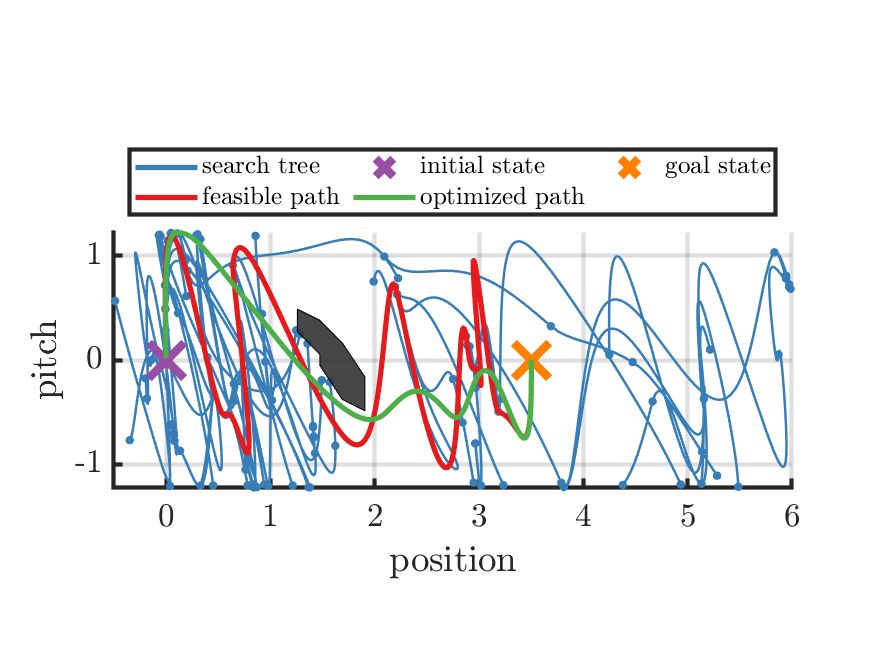 search tree initial state goal state
feasible path optimized path
1
0
-1
pitch
0 1 2 3 4 5 6
position